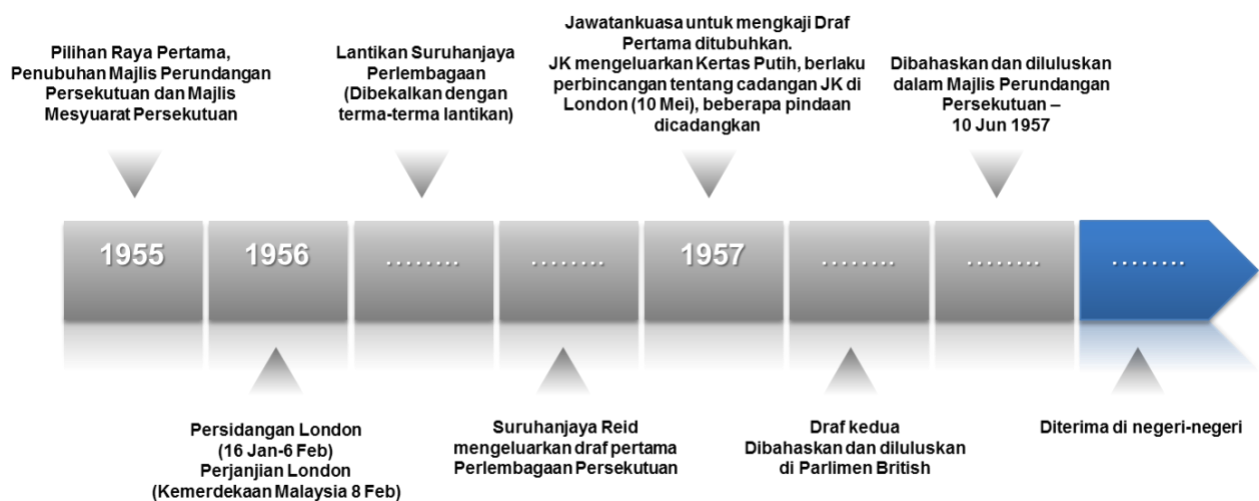 Pilihan Raya Pertama,
Penubuhan Majlis Perundangan
Persekutuan dan Majlis
Mesyuarat Persekutuan
Lantikan Suruhanjaya
Perlembagaan
(Dibekalkan dengan
terma-terma lantikan)
Jawatankuasa untuk mengkaji Draf
Pertama ditubuhkan.
JK mengeluarkan Kertas Putih, berlaku
perbincangan tentang cadangan JK di
London (10 Mei), beberapa pindaan
dicadangkan
Dibahaskan dan diluluskan
dalam Majlis Perundangan
Persekutuan –
10 Jun 1957
1955
1956
........
........
1957
........
........
........
Persidangan London
(16 Jan-6 Feb)
Perjanjian London
(Kemerdekaan Malaysia 8 Feb)
Suruhanjaya Reid
mengeluarkan draf pertama
Perlembagaan Persekutuan
Draf kedua
Dibahaskan dan diluluskan
di Parlimen British
Diterima di negeri-negeri